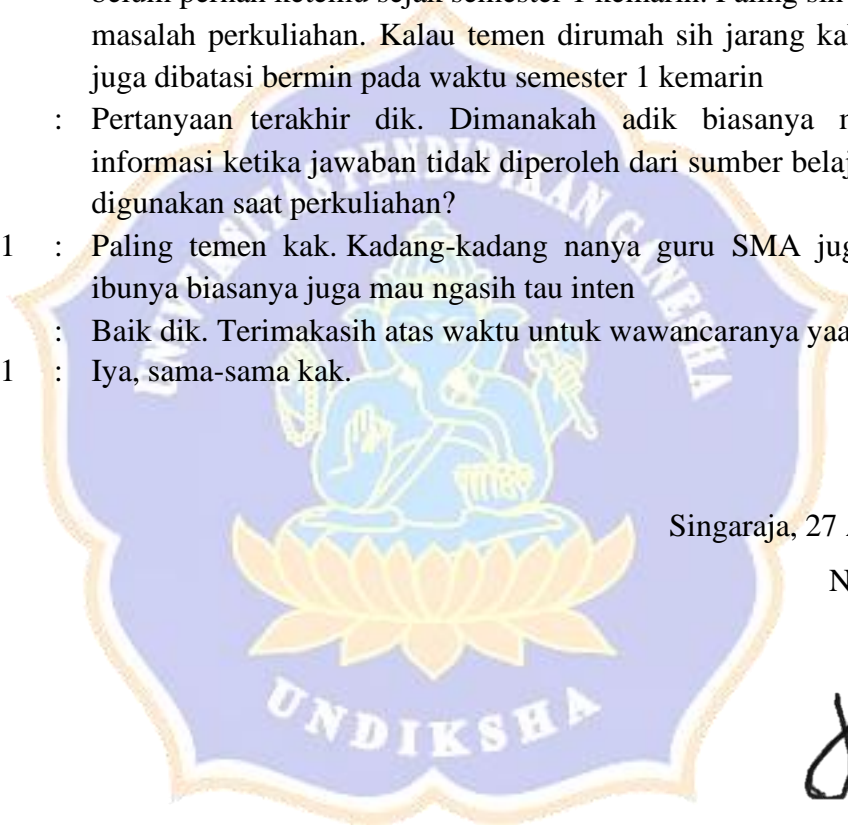 belum pernah ketemu sejak semester 1 kemarin. Paling sih
masalah perkuliahan. Kalau temen dirumah sih jarang
juga dibatasi bermin pada waktu semester 1 kemarin
: Pertanyaan terakhir dik. Dimanakah adik biasanya
informasi ketika jawaban tidak diperoleh dari sumber
digunakan saat perkuliahan?
1 : Paling temen kak. Kadang-kadang nanya guru SMA
ibunya biasanya juga mau ngasih tau inten
: Baik dik. Terimakasih atas waktu untuk wawancaranya yaa
1 : Iya, sama-sama kak.
Singaraja, 27
UNIVERSITAS PENDIDIKAN GANESHA
UNDIKSHA